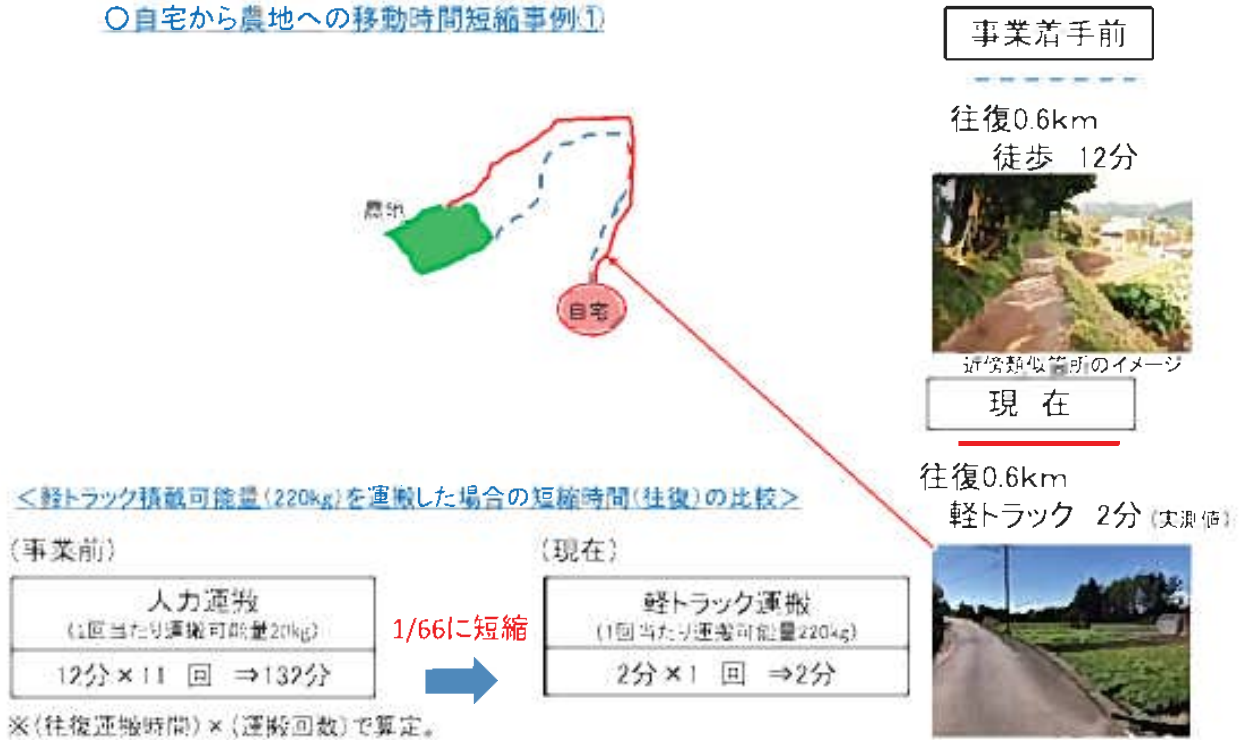 ○自宅から農地への移動時間短縮事例①
事業着手前
往復0.6km
徒歩 12分
農地
自宅
近傍類似箇所のイメージ
現 在
往復0.6km
軽トラック 2分 (実測値)
＜軽トラック積載可能量(220kg)を運搬した場合の短縮時間(往復)の比較＞
(事業前)
人力運搬
(1回当たり運搬可能量20kg)
12分×11 回 ⇒132分
1/66に短縮
(現在)
軽トラック運搬
(1回当たり運搬可能量220kg)
2分×1 回 ⇒2分
※(往復運搬時間)×(運搬回数)で算定。